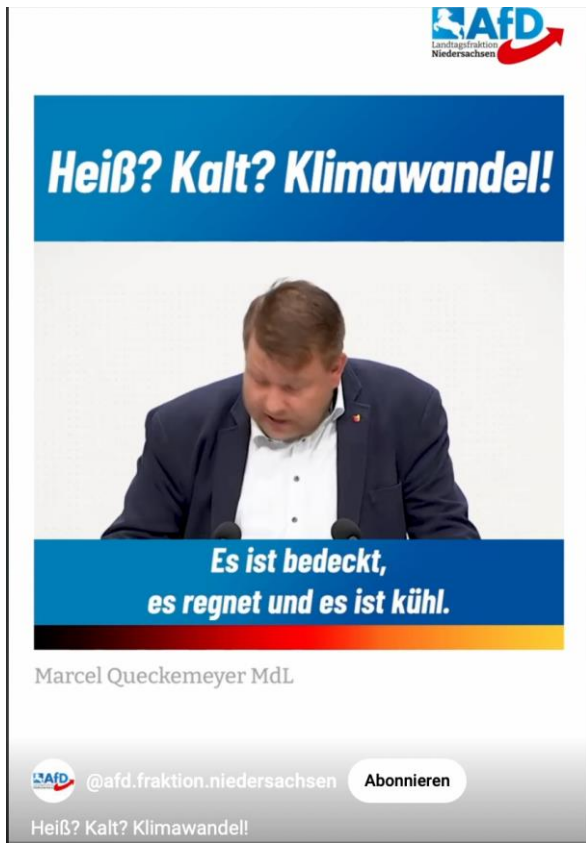 AfD
Landtagsfraktion
Niedersachsen
Heiß? Kalt? Klimawandel!
Es ist bedeckt,
es regnet und es ist kühl.
Marcel Queckemeyer MdL
AfD
@afd.fraktion.niedersachsen
Abonnieren
Heiß? Kalt? Klimawandel!